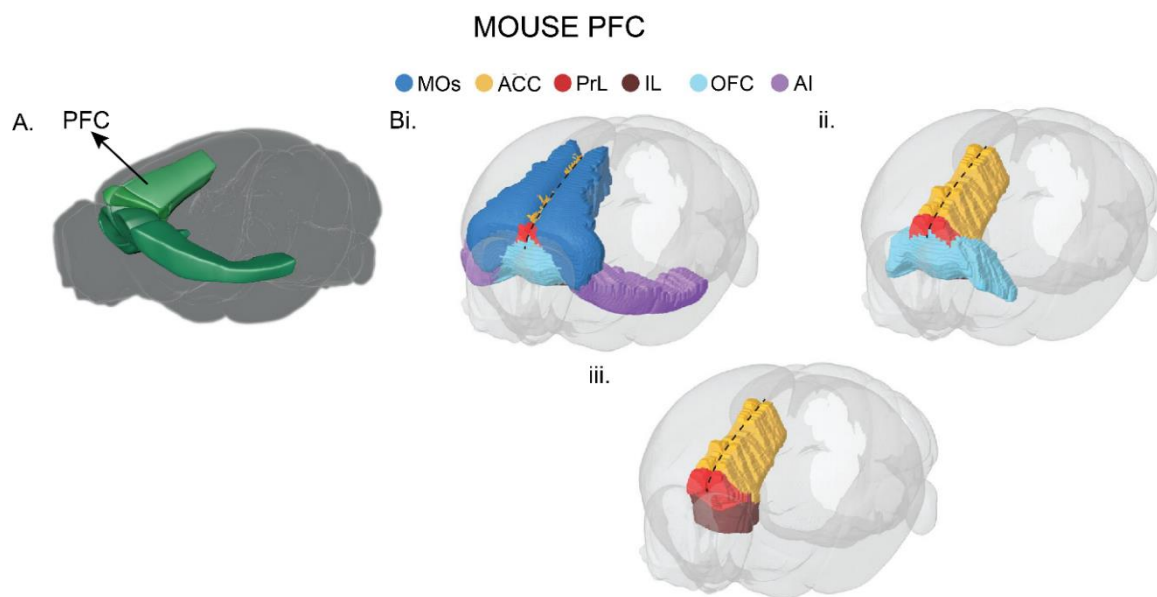 MOUSE PFC
MOs ACC PrL IL OFC AI
A. PFC
Bi.
ii.
iii.